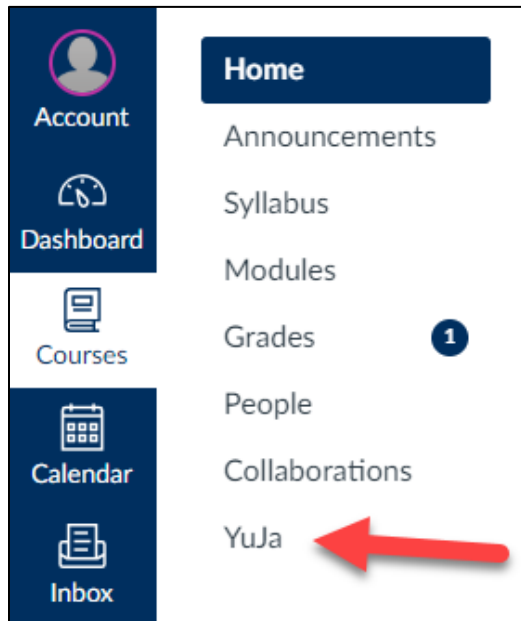 Account
Dashboard
Courses
Calendar
Inbox
Home
Announcements
Syllabus
Modules
Grades 1
People
Collaborations
YuJa